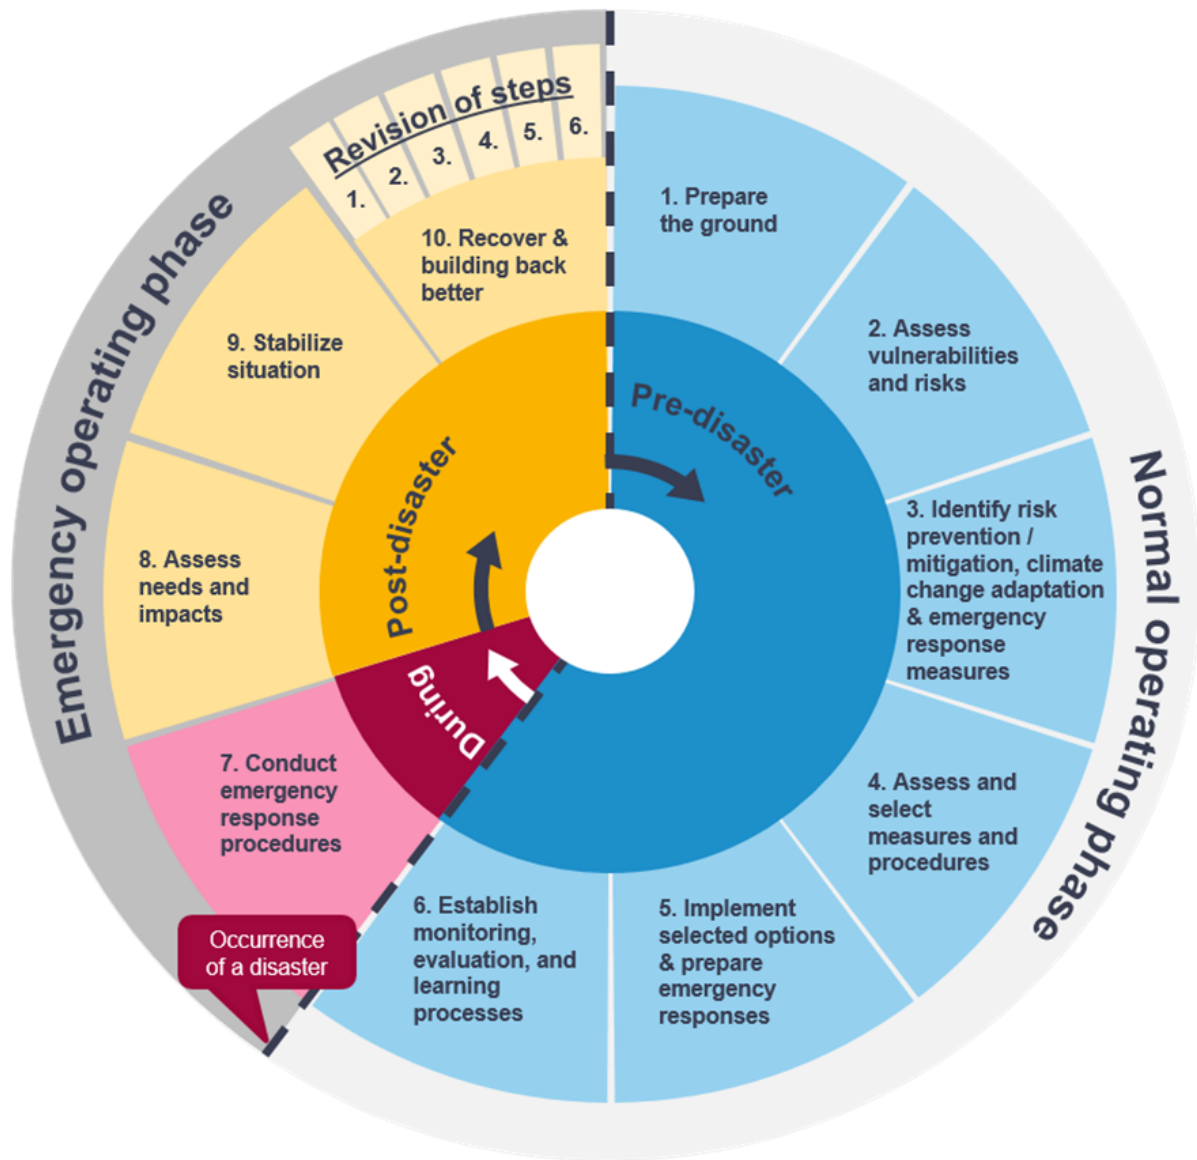 Revision of steps
1.
2.
3.
4.
5.
6.
1. Prepare
the ground
2. Assess
vulnerabilities
and risks
3. Identify risk
prevention /
mitigation, climate
change adaptation
& emergency
response
measures
4. Assess and
select
measures and
procedures
5. Implement
selected options
& prepare
emergency
responses
6. Establish
monitoring,
evaluation, and
learning
processes
7. Conduct
emergency
response
procedures
8. Assess
needs and
impacts
9. Stabilize
situation
10. Recover &
building back
better
Pre-disaster
During
Post-disaster
Occurrence
of a disaster
Normal operating phase
Emergency operating phase